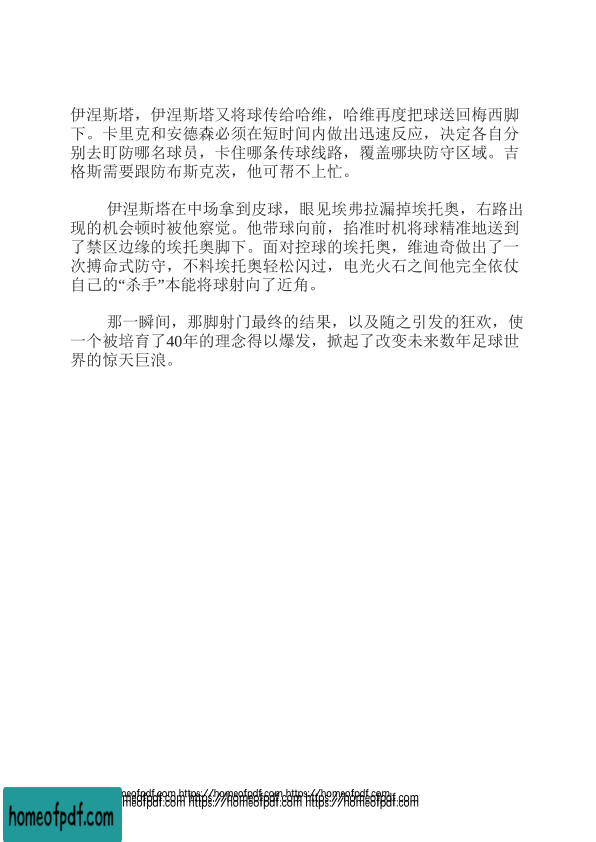 伊涅斯塔，伊涅斯塔又将球传给哈维，哈维再度把球送回梅西脚
下。卡里克和安德森必须在短时间内做出迅速反应，决定各自分
别去盯防哪名球员，卡住哪条传球线路，覆盖哪块防守区域。吉
格斯需要跟防布斯克茨，他可帮不上忙。
伊涅斯塔在中场拿到皮球，眼见埃弗拉漏掉埃托奥，右路出
现的机会顿时被他察觉。他带球向前，掐准时机将球精准地送到
了禁区边缘的埃托奥脚下。面对控球的埃托奥，维迪奇做出了一
次搏命式防守，不料埃托奥轻松闪过，电光火石之间他完全依仗
自己的“杀手”本能将球射向了近角。
那一瞬间，那脚射门最终的结果，以及随之引发的狂欢，使
一个被培育了40年的理念得以爆发，掀起了改变未来数年足球世
界的惊天巨浪。
meofpdf.com https://homeofpdf.com https://homeofpdf.com
meofpdf.com https://homeofpdf.com https://homeofpdf.com
homeofpdf.com